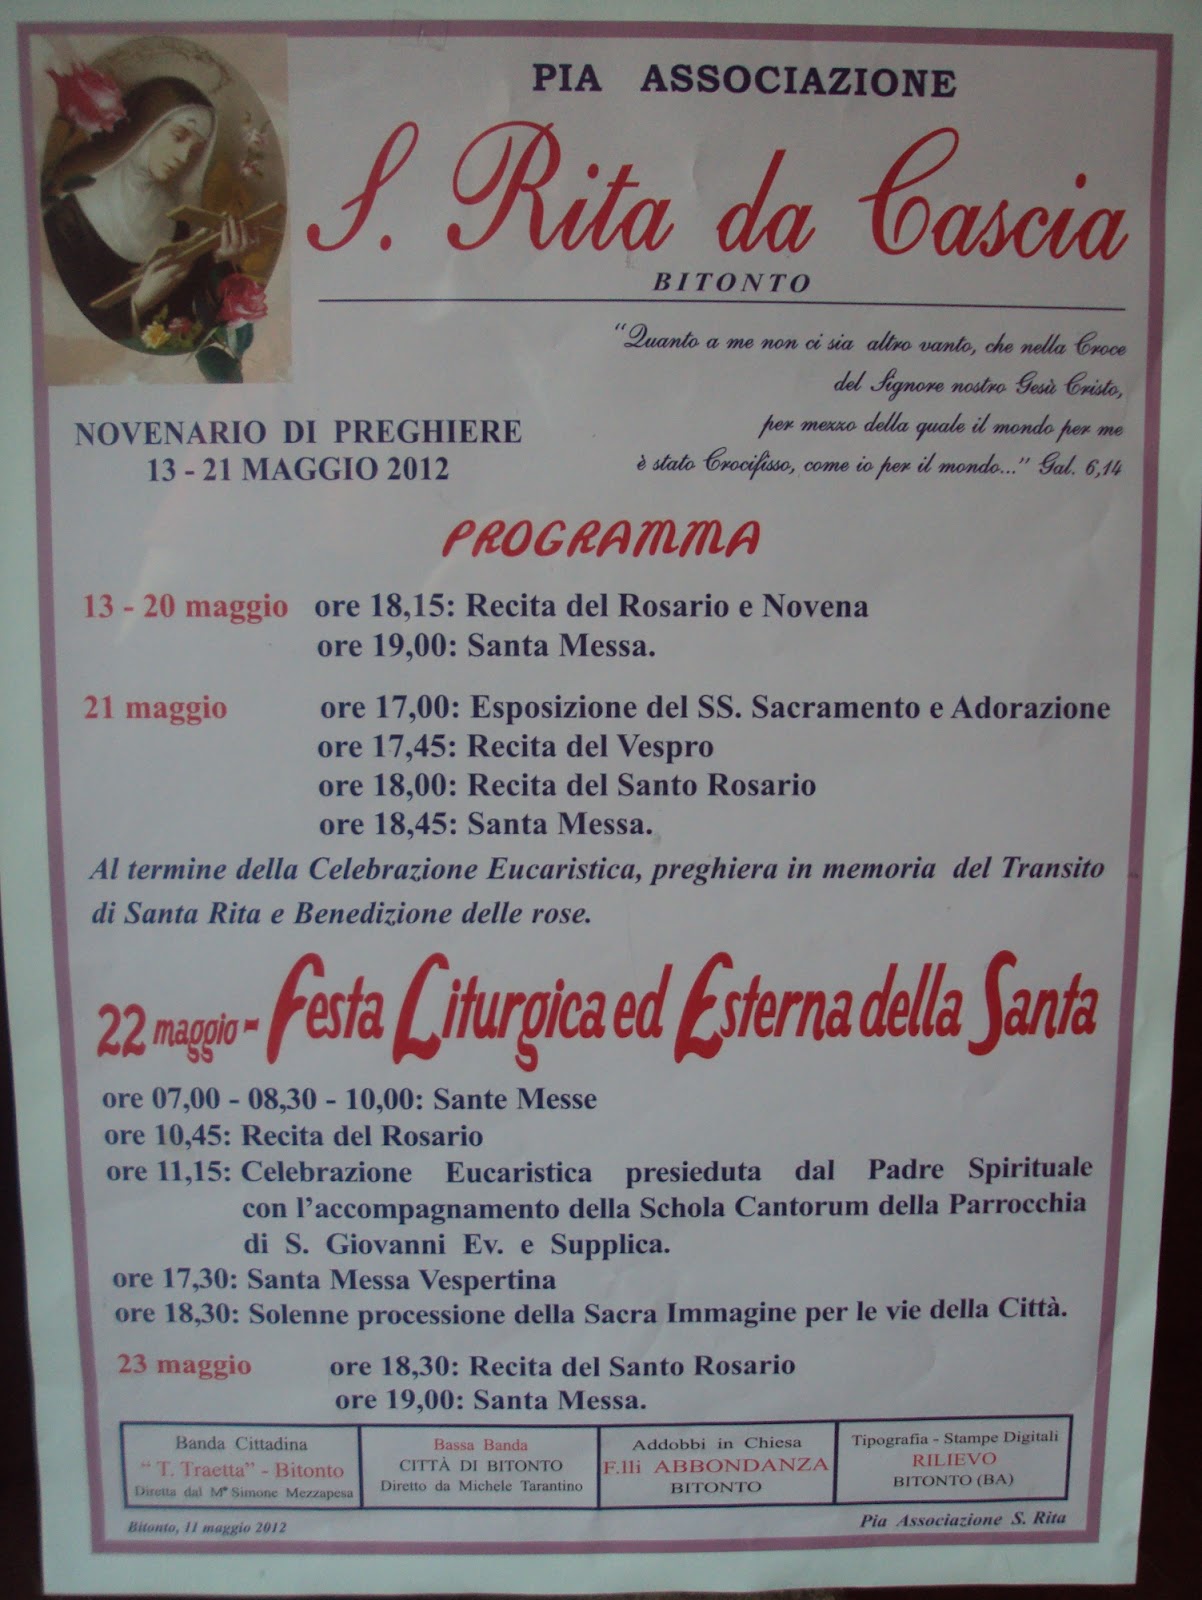 PIA ASSOCIAZIONE
S. Rita da Cascia
BITONTO
“Quanto a me non ci sia altro vanto, che nella Croce
del Signore nostro Gesù Cristo,
per mezzo della quale il mondo per me
è stato Crocifisso, come io per il mondo...” Gal. 6,14
NOVENARIO DI PREGHIERE
13 - 21 MAGGIO 2012
PROGRAMMA
13 - 20 maggio ore 18,15: Recita del Rosario e Novena
ore 19,00: Santa Messa.
21 maggio ore 17,00: Esposizione del SS. Sacramento e Adorazione
ore 17,45: Recita del Vespro
ore 18,00: Recita del Santo Rosario
ore 18,45: Santa Messa.
Al termine della Celebrazione Eucaristica, preghiera in memoria del Transito
di Santa Rita e Benedizione delle rose.
22 maggio - Festa Liturgica ed Esterna della Santa
ore 07,00 - 08,30 - 10,00: Sante Messe
ore 10,45: Recita del Rosario
ore 11,15: Celebrazione Eucaristica presieduta dal Padre Spirituale
con l’accompagnamento della Schola Cantorum della Parrocchia
di S. Giovanni Ev. e Supplica.
ore 17,30: Santa Messa Vespertina
ore 18,30: Solenne processione della Sacra Immagine per le vie della Città.
23 maggio ore 18,30: Recita del Santo Rosario
ore 19,00: Santa Messa.
Banda Cittadina
“ T. Traetta” - Bitonto
Diretta dal M° Simone Mezzapesa
Bassa Banda
CITTÀ DI BITONTO
Diretto da Michele Tarantino
Addobbi in Chiesa
F.lli ABBONDANZA
BITONTO
Tipografia - Stampe Digitali
RILIEVO
BITONTO (BA)
Bitonto, 11 maggio 2012
Pia Associazione S. Rita